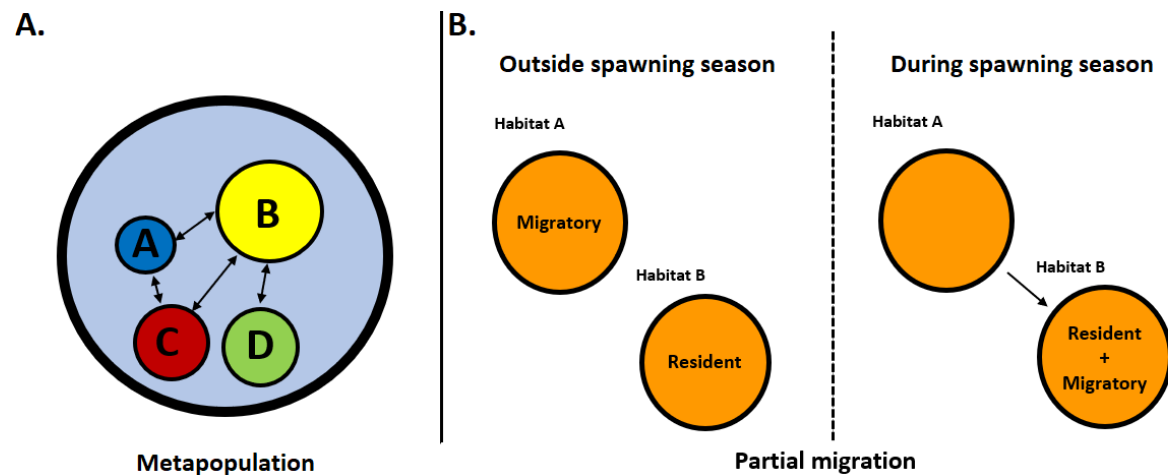 A.
A
B
C
D
Metapopulation
B.
Outside spawning season
Habitat A
Migratory
Habitat B
Resident
During spawning season
Habitat A
Habitat B
Resident
+
Migratory
Partial migration